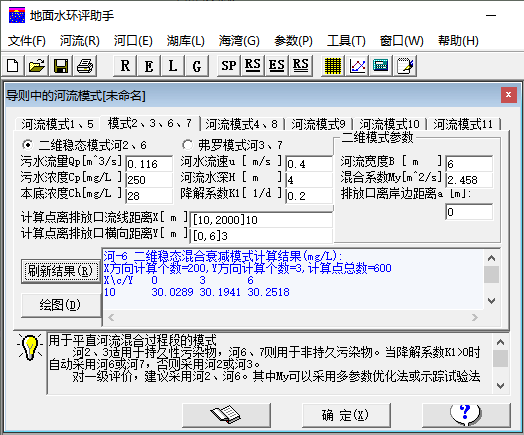 地面水环评助手
文件(F) 河流(R) 河口(E) 湖库(L) 海湾(G) 参数(P) 工具(T) 窗口(W) 帮助(H)
R E L G SP RS ES RS
导则中的河流模式[未命名]
河流模式1、5 模式2、3、6、7 河流模式4、8 河流模式9 河流模式10 河流模式11
二维稳态模式河2、6 弗罗模式河3、7 二维模式参数
污水流量Qp[m^3/s] 0.116 河水流速u [ m/s ] 0.4 河流宽度B [ m ] 6
污水浓度Cp[mg/L ] 250 河流水深H [ m ] 4 混合系数My[m^2/s] 2.458
本底浓度Ch[mg/L ] 28 降解系数K1[ 1/d ] 0.2 排放口离岸边距离a [m]:
0
计算点离排放口流线距离X[ m ] [10,2000]10
计算点离排放口横向距离Y[ m ] [0,6]3
刷新结果(R)
绘图(D)
河-6 二维稳态混合衰减模式计算结果(mg/L):
X方向计算个数=200,Y方向计算个数=3,计算点总数=600
X\c/Y 0 3 6
10 30.0289 30.1941 30.2518
用于平直河流混合过程段的模式
河2、3适用于持久性污染物，河6、7则用于非持久污染物。当降解系数K1>0时
自动采用河6或河7，否则采用河2或河3。
对一级评价，建议采用河2、河6。其中My可以采用多参数优化法或示踪试验法
确 定(X)
?